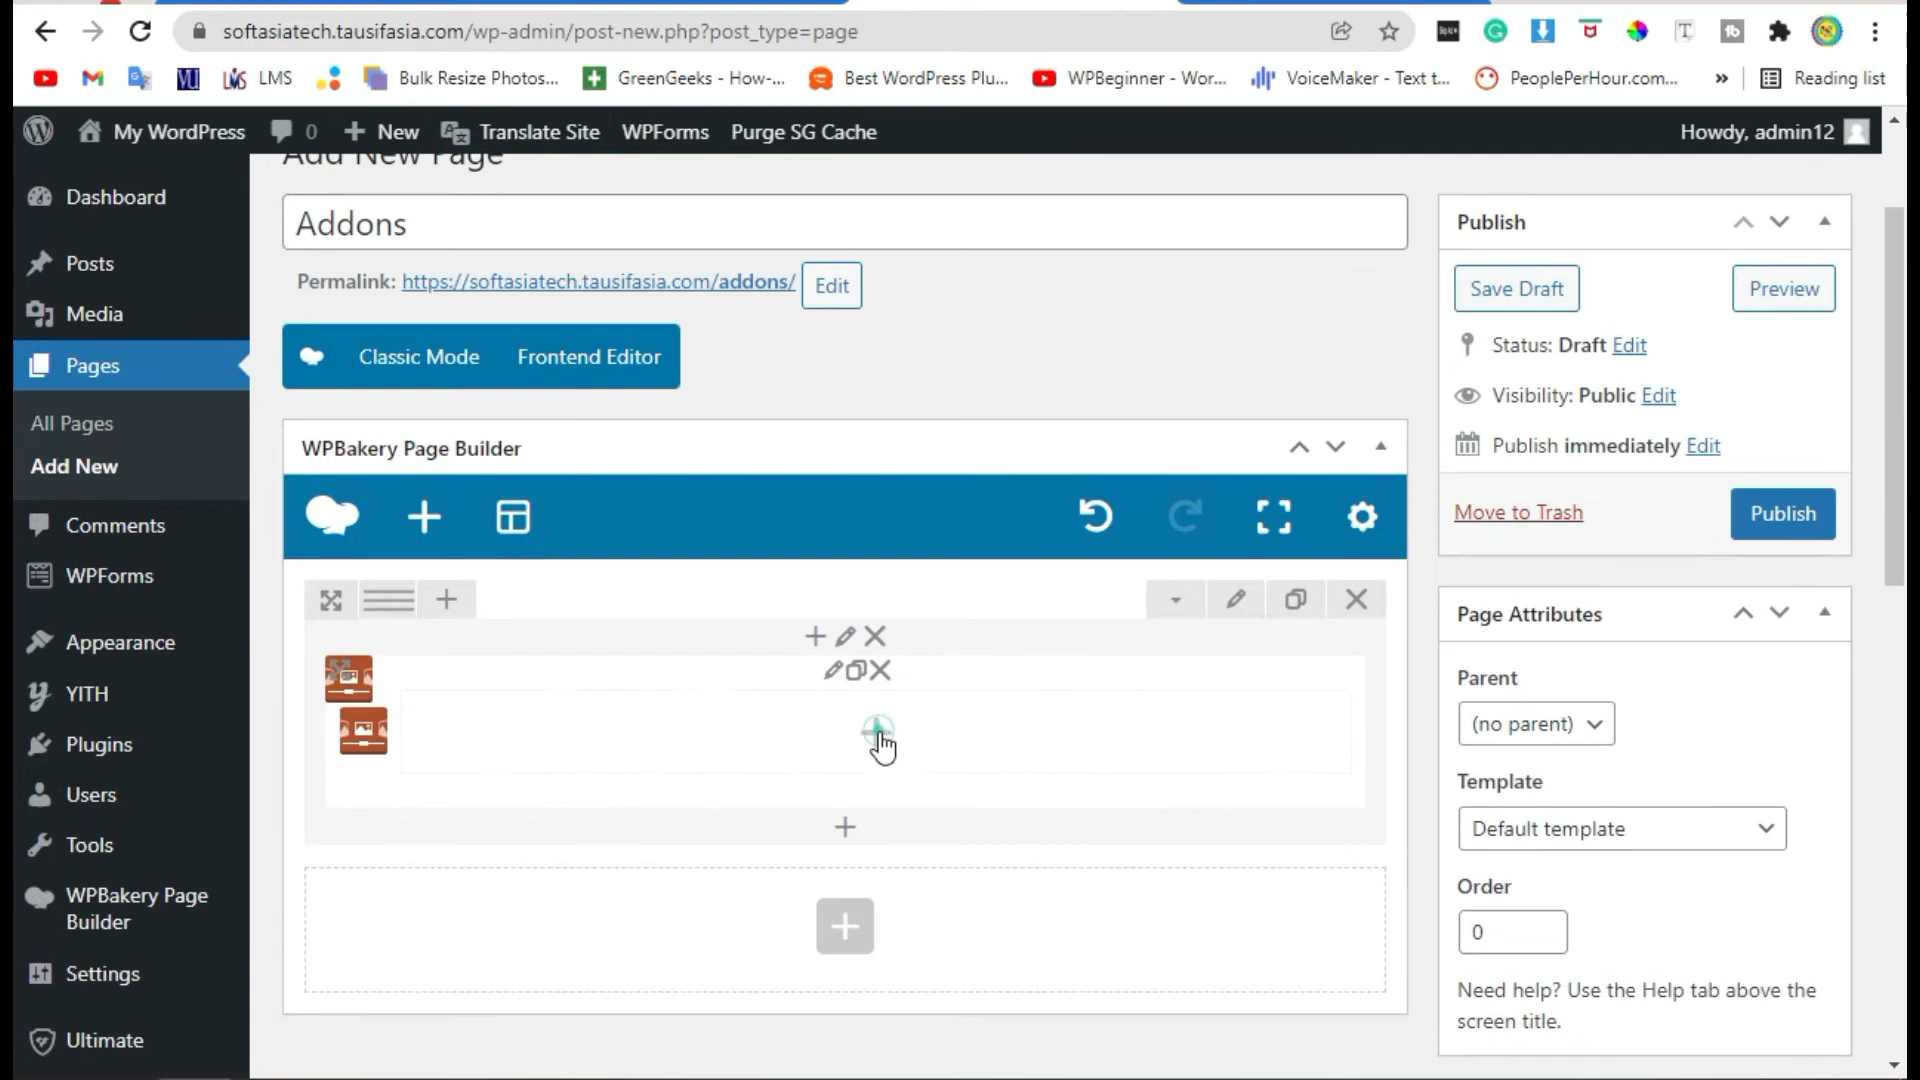 softasiatech.tausifasia.com/wp-admin/post-new.php?post_type=page
LMS
Bulk Resize Photos...
GreenGeeks - How-...
Best WordPress Plu...
WPBeginner - Wor...
VoiceMaker - Text t...
PeoplePerHour.com...
»
Reading list
My WordPress
0
New
Translate Site
WPForms
Purge SG Cache
Howdy, admin12
Add New Page
Dashboard
Posts
Media
Pages
All Pages
Add New
Comments
WPForms
Appearance
YITH
Plugins
Users
Tools
WPBakery Page
Builder
Settings
Ultimate
Addons
Permalink: https://softasiatech.tausifasia.com/addons/
Edit
Classic Mode
Frontend Editor
WPBakery Page Builder
Publish
Save Draft
Preview
Status: Draft Edit
Visibility: Public Edit
Publish immediately Edit
Move to Trash
Publish
Page Attributes
Parent
(no parent)
Template
Default template
Order
0
Need help? Use the Help tab above the
screen title.